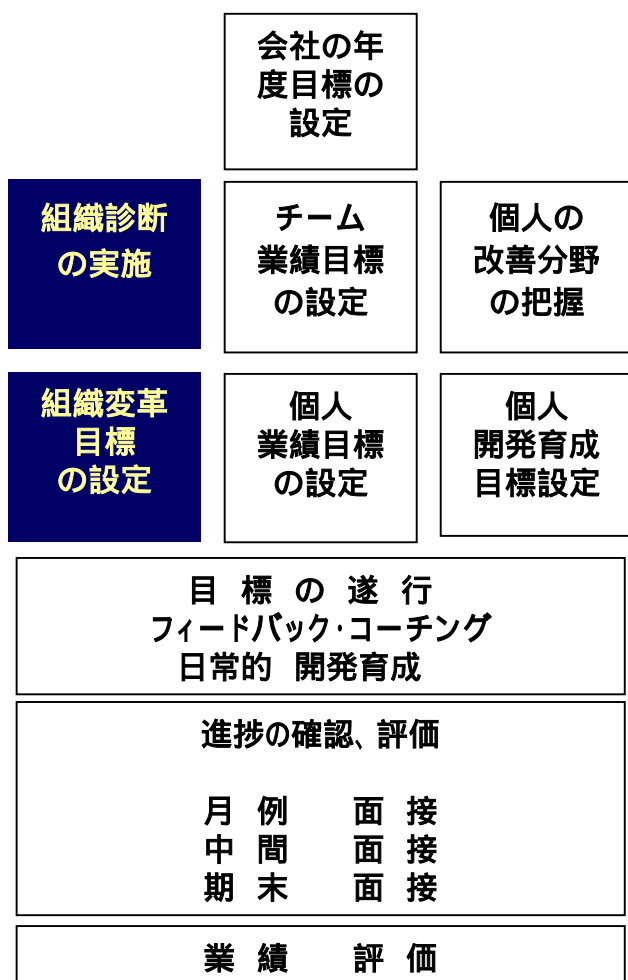 会社の年
度目標の
設定
組織診断
の実施
チーム
業績目標
の設定
個人の
改善分野
の把握
組織変革
目標
の設定
個人
業績目標
の設定
個人
開発育成
目標設定
目 標 の 遂 行
フィードバック・コーチング
日常的 開発育成
進捗の確認、評価
月 例 面 接
中 間 面 接
期 末 面 接
業 績 評 価